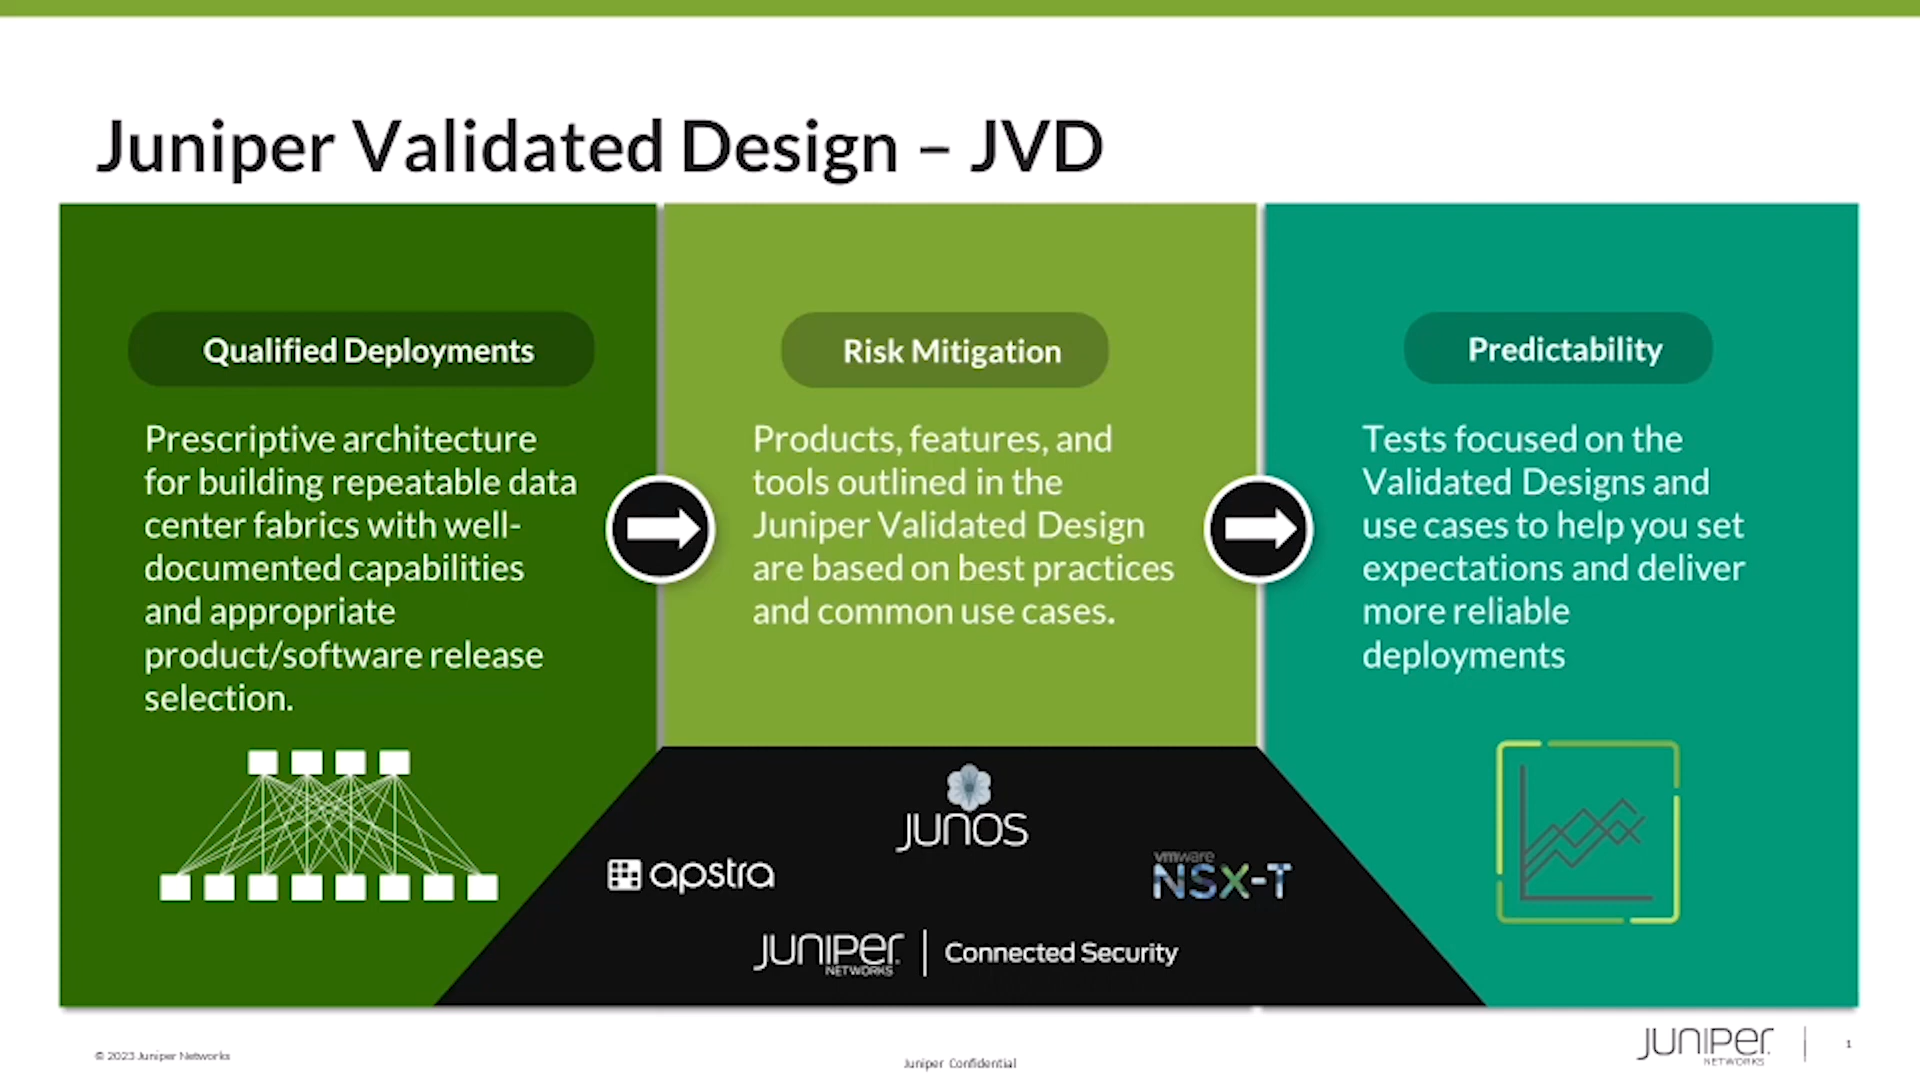 Juniper Validated Design – JVD
Qualified Deployments
Prescriptive architecture
for building repeatable data
center fabrics with well-
documented capabilities
and appropriate
product/software release
selection.
Risk Mitigation
Products, features, and
tools outlined in the
Juniper Validated Design
are based on best practices
and common use cases.
Predictability
Tests focused on the
Validated Designs and
use cases to help you set
expectations and deliver
more reliable
deployments
JUNOS
apstra
vmware
NSX-T
JUNIPER
NETWORKS
Connected Security
© 2023 Juniper Networks
Juniper Confidential
JUNIPER
NETWORKS
1